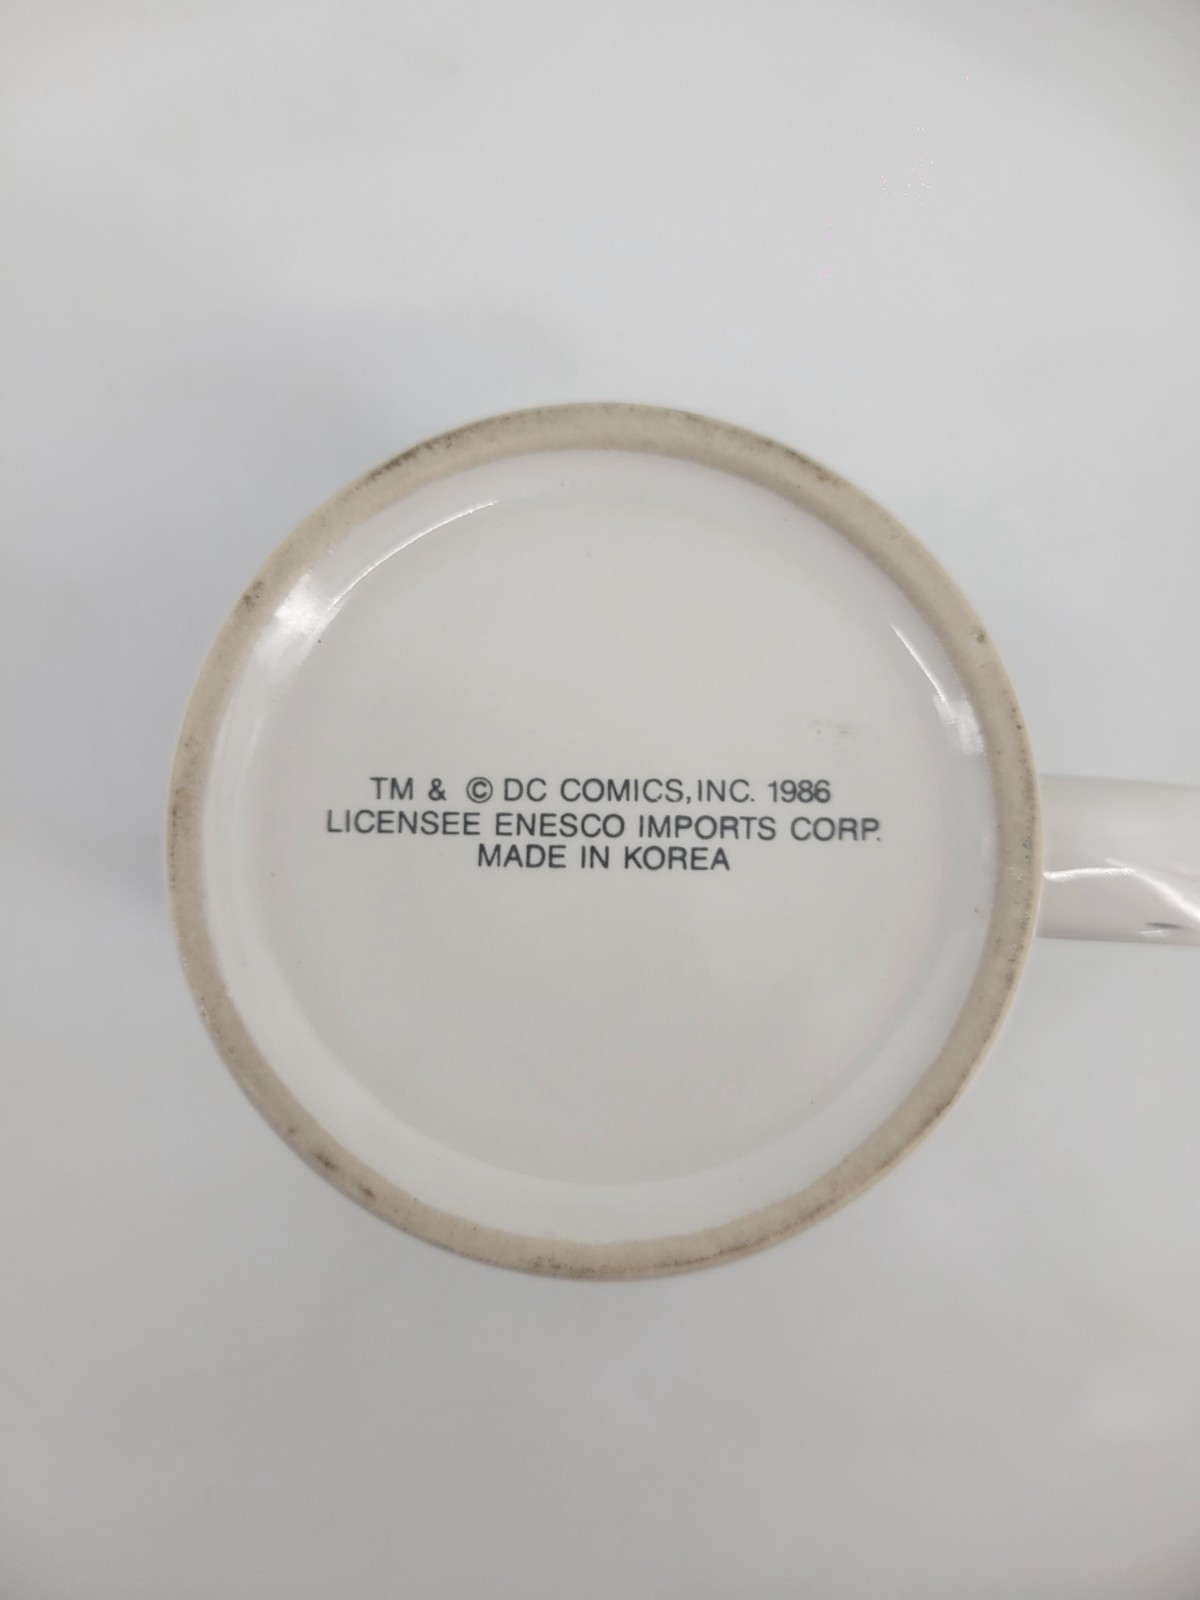 TM & © DC COMICS, INC. 1986
LICENSEE ENESCO IMPORTS CORP.
MADE IN KOREA